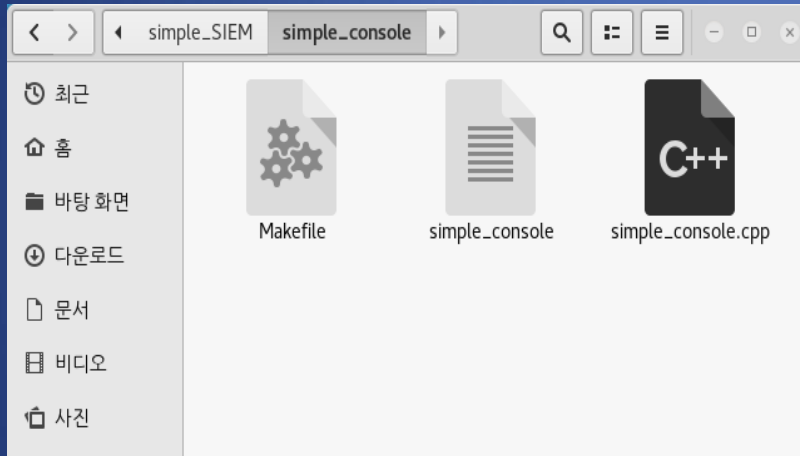 simple_SIEM simple_console
최근
홈
바탕 화면
다운로드
문서
비디오
사진
C++
Makefile simple_console simple_console.cpp